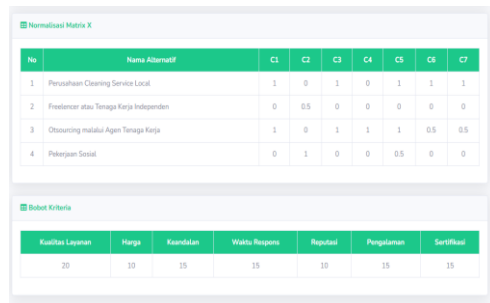 Normalisasi Matrix X
No Nama Alternatif C1 C2 C3 C4 C5 C6 C7
1 Perusahaan Cleaning Service Local 1 0 1 0 1 1 1
2 Freelencer atau Tenaga Kerja Independen 0 0.5 0 0 0 0 0
3 Otsourcing malalui Agen Tenaga Kerja 1 0 1 1 1 0.5 0.5
4 Pekerjaan Sosial 0 1 0 0 0.5 0 0
Bobot Kriteria
Kualitas Layanan Harga Keandalan Waktu Respons Reputasi Pengalaman Sertifikasi
20 10 15 15 10 15 15